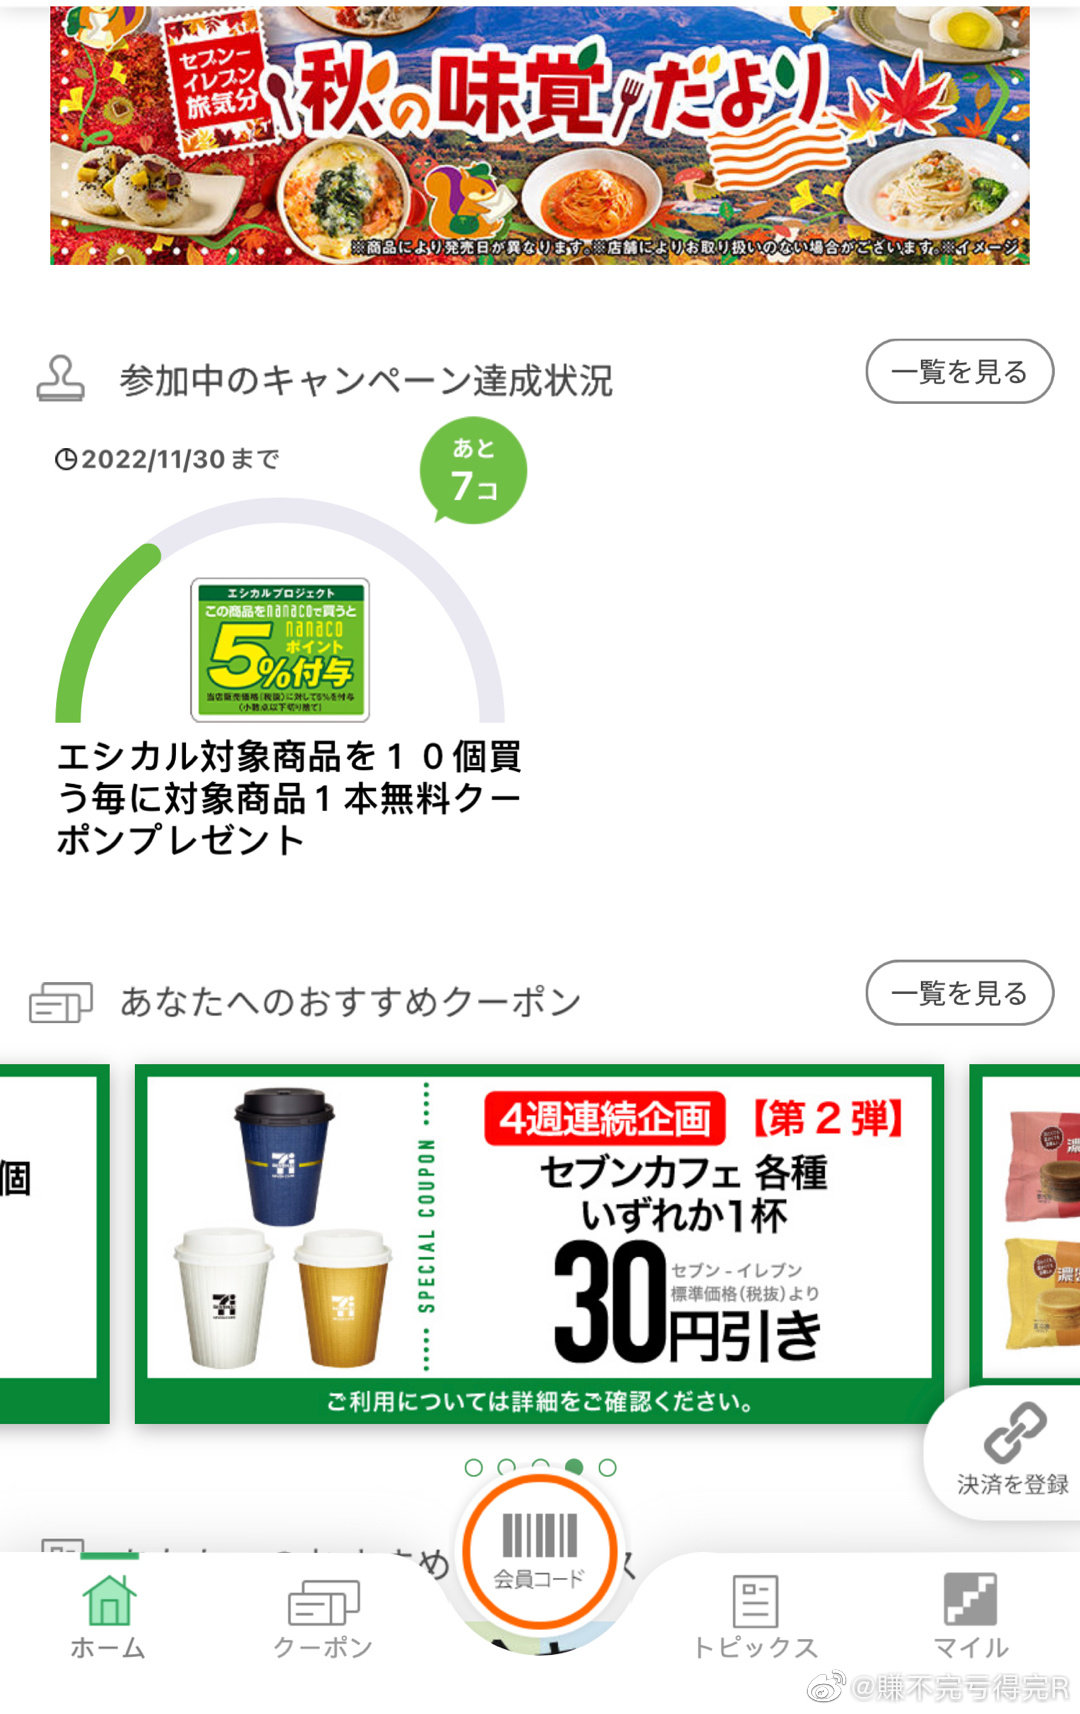 セブン－
イレブン
旅気分
秋の味覚だより
※商品により発売日が異なります。※店舗によりお取り扱いのない場合がございます。※イメージ
参加中のキャンペーン達成状況
一覧を見る
2022/11/30まで
あと
7コ
エシカルプロジェクト
この商品をnanacoで買うと
nanaco
ポイント
5%付与
当店販売価格(税抜)に対して5%を付与
(小数点以下切り捨て)
エシカル対象商品を１０個買
う毎に対象商品１本無料クー
ポンプレゼント
あなたへのおすすめクーポン
一覧を見る
個
SPECIAL COUPON
4週連続企画 【第２弾】
セブンカフェ 各種
いずれか1杯
セブン‐イレブン
標準価格(税抜)より
30円引き
ご利用については詳細をご確認ください。
濃
濃
決済を登録
会員コード
ホーム
クーポン
トピックス
マイル
@賺不完亏得完R